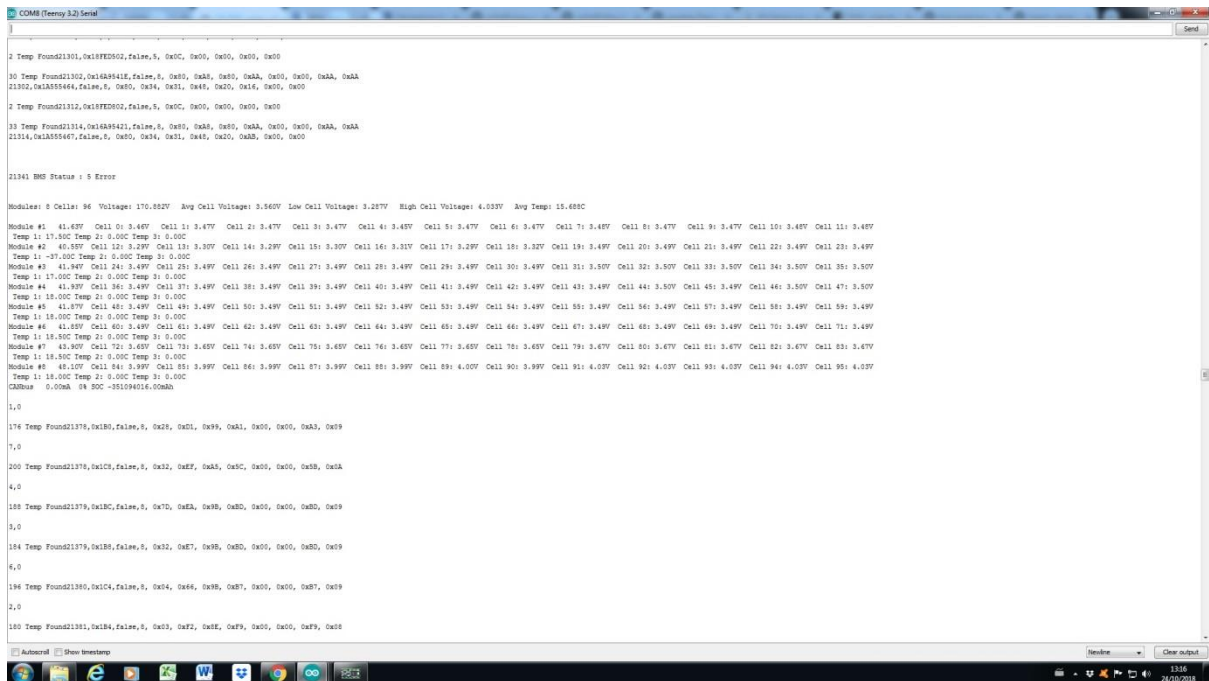 COM8 (Teensy 3.2) Serial
Send
2 Temp Found21301,0x18FED502,false,5, 0x0C, 0x00, 0x00, 0x00, 0x00
30 Temp Found21302,0x16A9541E,false,8, 0x80, 0xA8, 0x80, 0xAA, 0x00, 0x00, 0xAA, 0xAA
21302,0x1A555464,false,8, 0x80, 0x34, 0x31, 0x48, 0x20, 0x16, 0x00, 0x00
2 Temp Found21312,0x18FED802,false,5, 0x0C, 0x00, 0x00, 0x00, 0x00
33 Temp Found21314,0x16A95421,false,8, 0x80, 0xA8, 0x80, 0xAA, 0x00, 0x00, 0xAA, 0xAA
21314,0x1A555467,false,8, 0x80, 0x34, 0x31, 0x48, 0x20, 0xAB, 0x00, 0x00
21341 BMS Status : 5 Error
Modules: 8 Cells: 96 Voltage: 170.882V Avg Cell Voltage: 3.560V Low Cell Voltage: 3.287V High Cell Voltage: 4.033V Avg Temp: 15.688C
Module #1 41.63V Cell 0: 3.46V Cell 1: 3.47V Cell 2: 3.47V Cell 3: 3.47V Cell 4: 3.45V Cell 5: 3.47V Cell 6: 3.47V Cell 7: 3.48V Cell 8: 3.47V Cell 9: 3.47V Cell 10: 3.48V Cell 11: 3.48V
Temp 1: 17.50C Temp 2: 0.00C Temp 3: 0.00C
Module #2 40.55V Cell 12: 3.29V Cell 13: 3.30V Cell 14: 3.29V Cell 15: 3.30V Cell 16: 3.31V Cell 17: 3.29V Cell 18: 3.32V Cell 19: 3.49V Cell 20: 3.49V Cell 21: 3.49V Cell 22: 3.49V Cell 23: 3.49V
Temp 1: -37.00C Temp 2: 0.00C Temp 3: 0.00C
Module #3 41.94V Cell 24: 3.49V Cell 25: 3.49V Cell 26: 3.49V Cell 27: 3.49V Cell 28: 3.49V Cell 29: 3.49V Cell 30: 3.49V Cell 31: 3.50V Cell 32: 3.50V Cell 33: 3.50V Cell 34: 3.50V Cell 35: 3.50V
Temp 1: 17.00C Temp 2: 0.00C Temp 3: 0.00C
Module #4 41.93V Cell 36: 3.49V Cell 37: 3.49V Cell 38: 3.49V Cell 39: 3.49V Cell 40: 3.49V Cell 41: 3.49V Cell 42: 3.49V Cell 43: 3.49V Cell 44: 3.50V Cell 45: 3.49V Cell 46: 3.50V Cell 47: 3.50V
Temp 1: 18.00C Temp 2: 0.00C Temp 3: 0.00C
Module #5 41.87V Cell 48: 3.49V Cell 49: 3.49V Cell 50: 3.49V Cell 51: 3.49V Cell 52: 3.49V Cell 53: 3.49V Cell 54: 3.49V Cell 55: 3.49V Cell 56: 3.49V Cell 57: 3.49V Cell 58: 3.49V Cell 59: 3.49V
Temp 1: 18.00C Temp 2: 0.00C Temp 3: 0.00C
Module #6 41.85V Cell 60: 3.49V Cell 61: 3.49V Cell 62: 3.49V Cell 63: 3.49V Cell 64: 3.49V Cell 65: 3.49V Cell 66: 3.49V Cell 67: 3.49V Cell 68: 3.49V Cell 69: 3.49V Cell 70: 3.49V Cell 71: 3.49V
Temp 1: 18.50C Temp 2: 0.00C Temp 3: 0.00C
Module #7 43.90V Cell 72: 3.65V Cell 73: 3.65V Cell 74: 3.65V Cell 75: 3.65V Cell 76: 3.65V Cell 77: 3.65V Cell 78: 3.65V Cell 79: 3.67V Cell 80: 3.67V Cell 81: 3.67V Cell 82: 3.67V Cell 83: 3.67V
Temp 1: 18.50C Temp 2: 0.00C Temp 3: 0.00C
Module #8 48.10V Cell 84: 3.99V Cell 85: 3.99V Cell 86: 3.99V Cell 87: 3.99V Cell 88: 3.99V Cell 89: 4.00V Cell 90: 3.99V Cell 91: 4.03V Cell 92: 4.03V Cell 93: 4.03V Cell 94: 4.03V Cell 95: 4.03V
Temp 1: 18.00C Temp 2: 0.00C Temp 3: 0.00C
CANbus 0.00mA 0% SOC -351094016.00mAh
1,0
176 Temp Found21378,0x1B0,false,8, 0x28, 0xD1, 0x99, 0xA1, 0x00, 0x00, 0xA3, 0x09
7,0
200 Temp Found21378,0x1C8,false,8, 0x32, 0xEF, 0xA5, 0x5C, 0x00, 0x00, 0x5B, 0x0A
4,0
188 Temp Found21379,0x1BC,false,8, 0x7D, 0xEA, 0x9B, 0xBD, 0x00, 0x00, 0xBD, 0x09
3,0
184 Temp Found21379,0x1B8,false,8, 0x32, 0xE7, 0x9B, 0xBD, 0x00, 0x00, 0xBD, 0x09
6,0
196 Temp Found21380,0x1C4,false,8, 0x04, 0x66, 0x9B, 0xB7, 0x00, 0x00, 0xB7, 0x09
2,0
180 Temp Found21381,0x1B4,false,8, 0x03, 0xF2, 0x8E, 0xF9, 0x00, 0x00, 0xF9, 0x08
Autoscroll Show timestamp
Newline
Clear output
13:16
24/10/2018